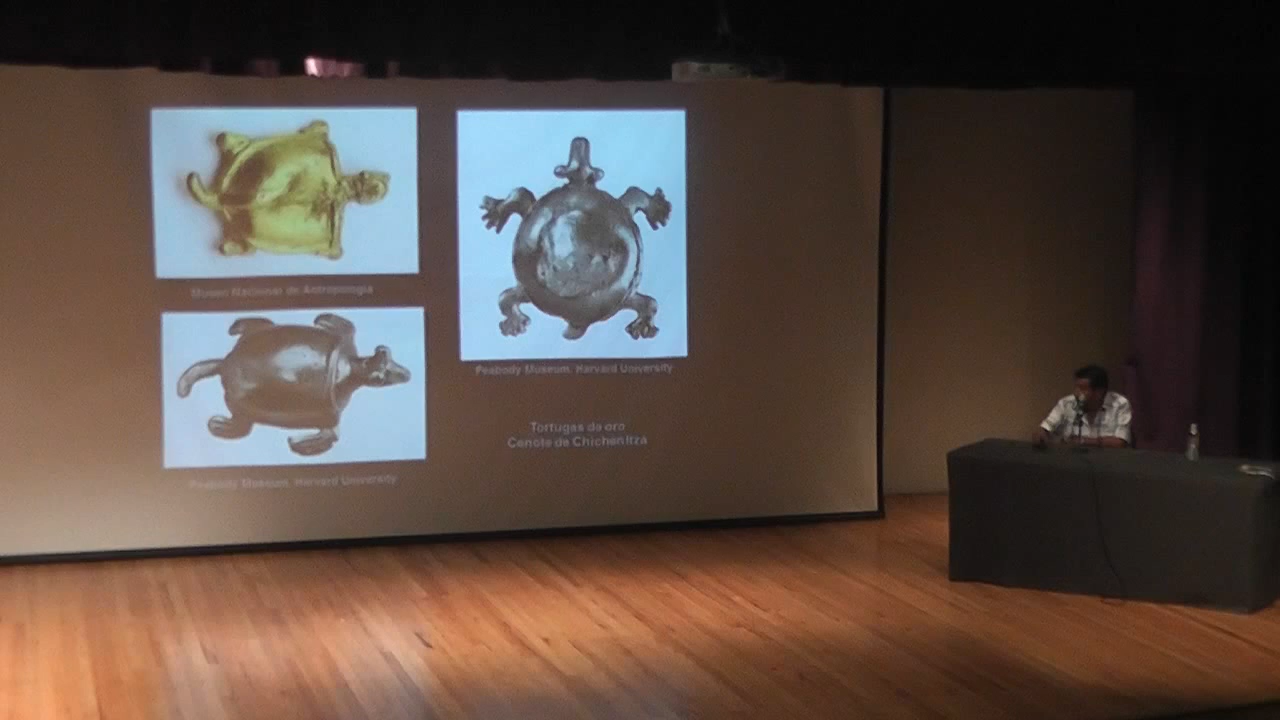 Museo Nacional de Antropología
Peabody Museum. Harvard University
Peabody Museum. Harvard University
Tortugas de oro
Cenote de Chichen Itza